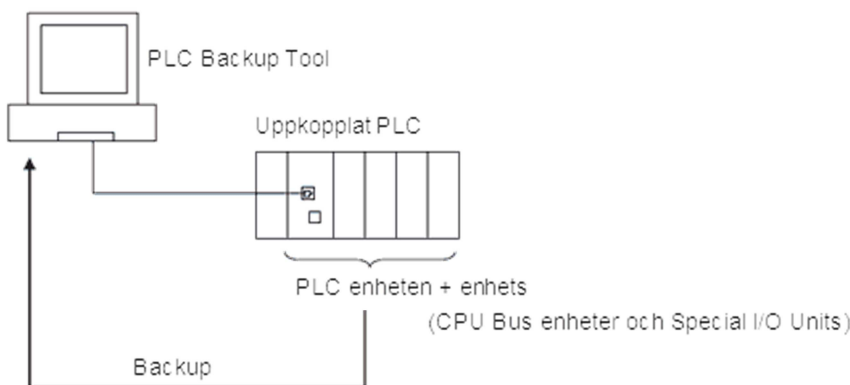 PLC Backup Tool
Uppkopplat PLC
PLC enheten + enhets
(CPU Bus enheter och Special I/O Units)
Backup